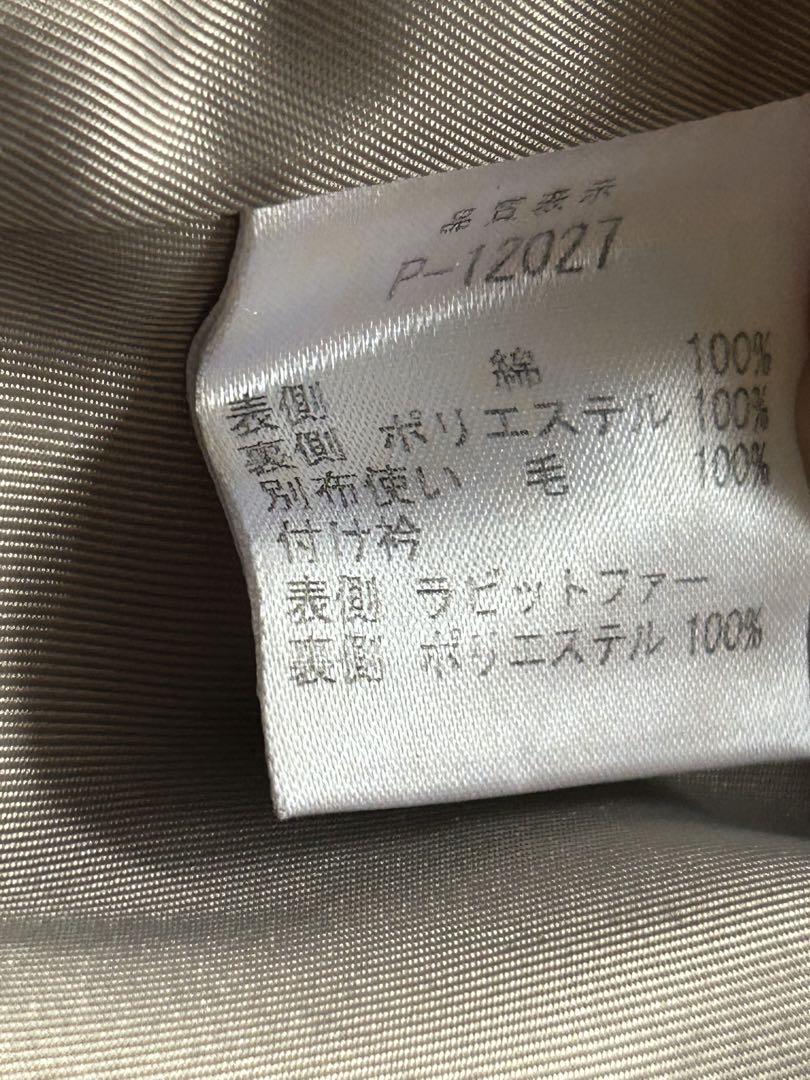 品質表示
P-12027
表側 綿 100%
裏側 ポリエステル 100%
別布使い 毛 100%
付け衿
表側 ラビットファー
裏側 ポリエステル 100%